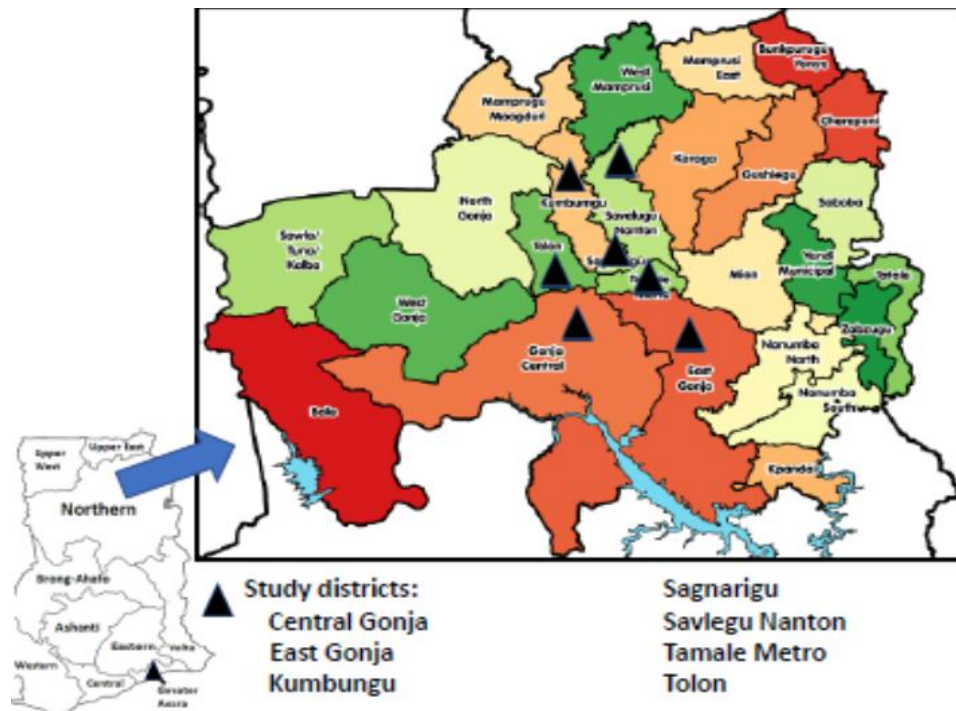 West
Mamprusi
Mamprusi
East
Bunkpurugu
Yonyo
Mamprugu
Moagduri
Chereponi
Karaga
Gushiegu
Kumbumgu
North
Gonja
Savelugu
Nanton
Saboba
Sawla/
Tuna/
Kalba
Tolon
Mion
Yendi
Municipal
Tatale
West
Gonja
Zabzugu
Nanumba
North
Gonja
Central
East
Gonja
Nanumba
South
Bole
Kpandai
Upper
West
Upper East
Northern
Brong-Ahafo
Ashanti
Eastern
Volta
Western
Central
Greater
Accra
Study districts:
Central Gonja
East Gonja
Kumbungu
Sagnarigu
Savlegu Nanton
Tamale Metro
Tolon